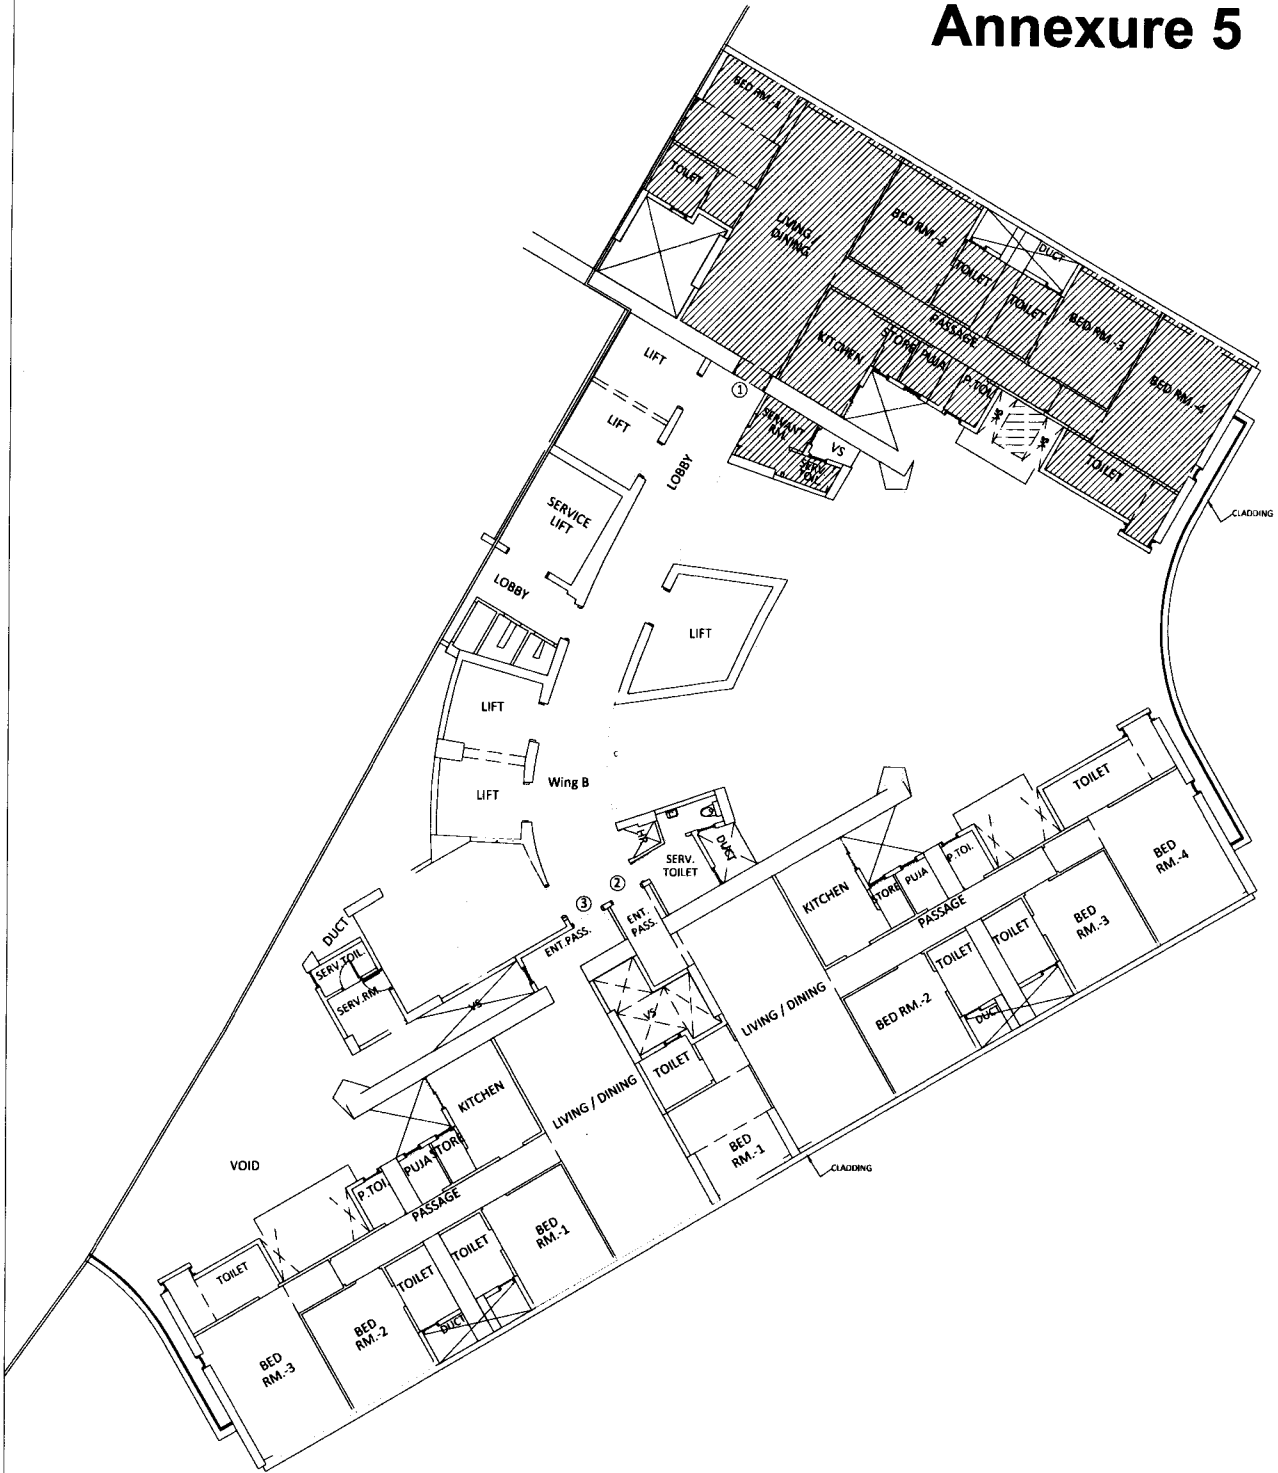 Annexure 5
BED RM.-1
TOILET
LIVING /
DINING
BED RM.-2
DUCT
TOILET
TOILET
BED RM.-3
PASSAGE
KITCHEN
STORE
PUJA
P.TOI.
BED RM.-4
TOILET
CLADDING
1
SERVANT
RM.
VS
SERV.
TOIL.
LIFT
LIFT
LOBBY
SERVICE
LIFT
LOBBY
LIFT
LIFT
LIFT
Wing B
SERV.
TOILET
DUCT
2
3
ENT.
PASS.
ENT.PASS.
KITCHEN
STORE
PUJA
P.TOI.
TOILET
BED
RM.-4
PASSAGE
BED
RM.-3
TOILET
TOILET
DUCT
BED RM.-2
LIVING / DINING
VS
TOILET
BED
RM.-1
CLADDING
DUCT
SERV.TOIL.
SERV.RM.
VS
KITCHEN
LIVING / DINING
STORE
PUJA
P.TOI.
PASSAGE
VOID
BED
RM.-1
TOILET
TOILET
DUCT
BED
RM.-2
TOILET
BED
RM.-3